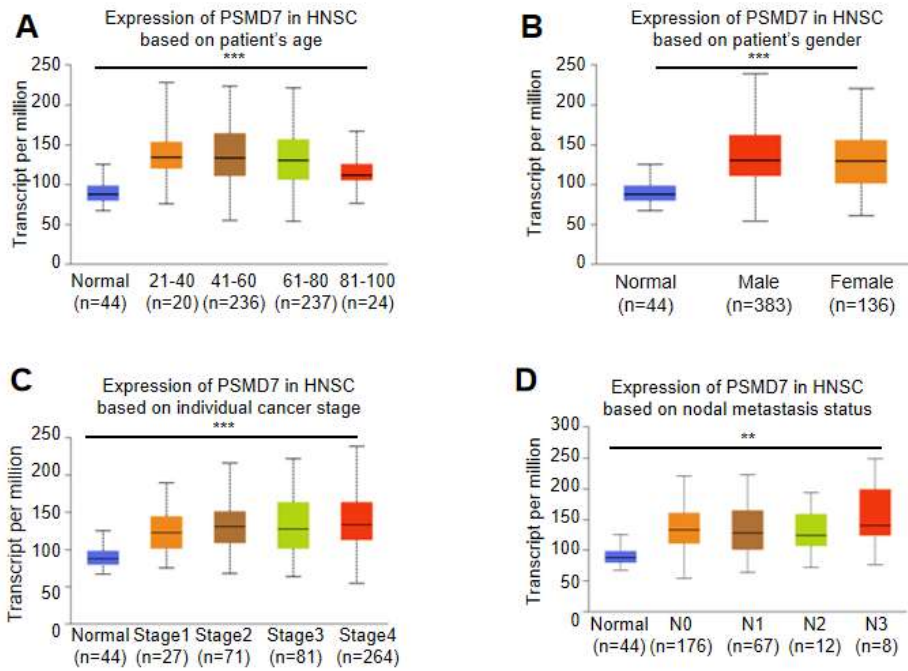 A
Expression of PSMD7 in HNSC
based on patient's age
***
Transcript per million
250
200
150
100
50
0
Normal 21-40 41-60 61-80 81-100
(n=44) (n=20) (n=236) (n=237) (n=24)
B
Expression of PSMD7 in HNSC
based on patient's gender
***
Transcript per million
250
200
150
100
50
0
Normal Male Female
(n=44) (n=383) (n=136)
C
Expression of PSMD7 in HNSC
based on individual cancer stage
***
Transcript per million
250
200
150
100
50
0
Normal Stage1 Stage2 Stage3 Stage4
(n=44) (n=27) (n=71) (n=81) (n=264)
D
Expression of PSMD7 in HNSC
based on nodal metastasis status
**
Transcript per million
300
250
200
150
100
50
0
Normal N0 N1 N2 N3
(n=44) (n=176) (n=67) (n=12) (n=8)